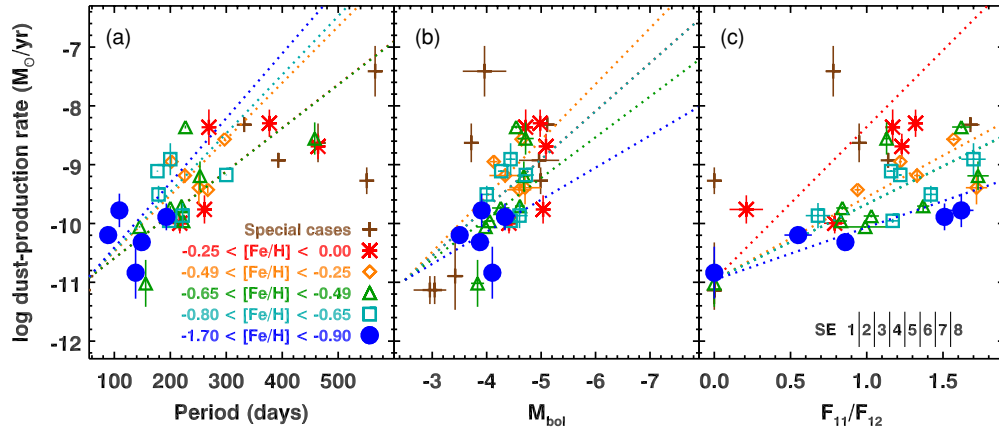 (a)
(b)
(c)
log dust-production rate (M⊙/yr)
-7
-8
-9
-10
-11
-12
Special cases
-0.25 < [Fe/H] < 0.00
-0.49 < [Fe/H] < -0.25
-0.65 < [Fe/H] < -0.49
-0.80 < [Fe/H] < -0.65
-1.70 < [Fe/H] < -0.90
SE 1 2 3 4 5 6 7 8
100 200 300 400 500
-3 -4 -5 -6 -7
0.0 0.5 1.0 1.5
Period (days)
Mbol
F11/F12